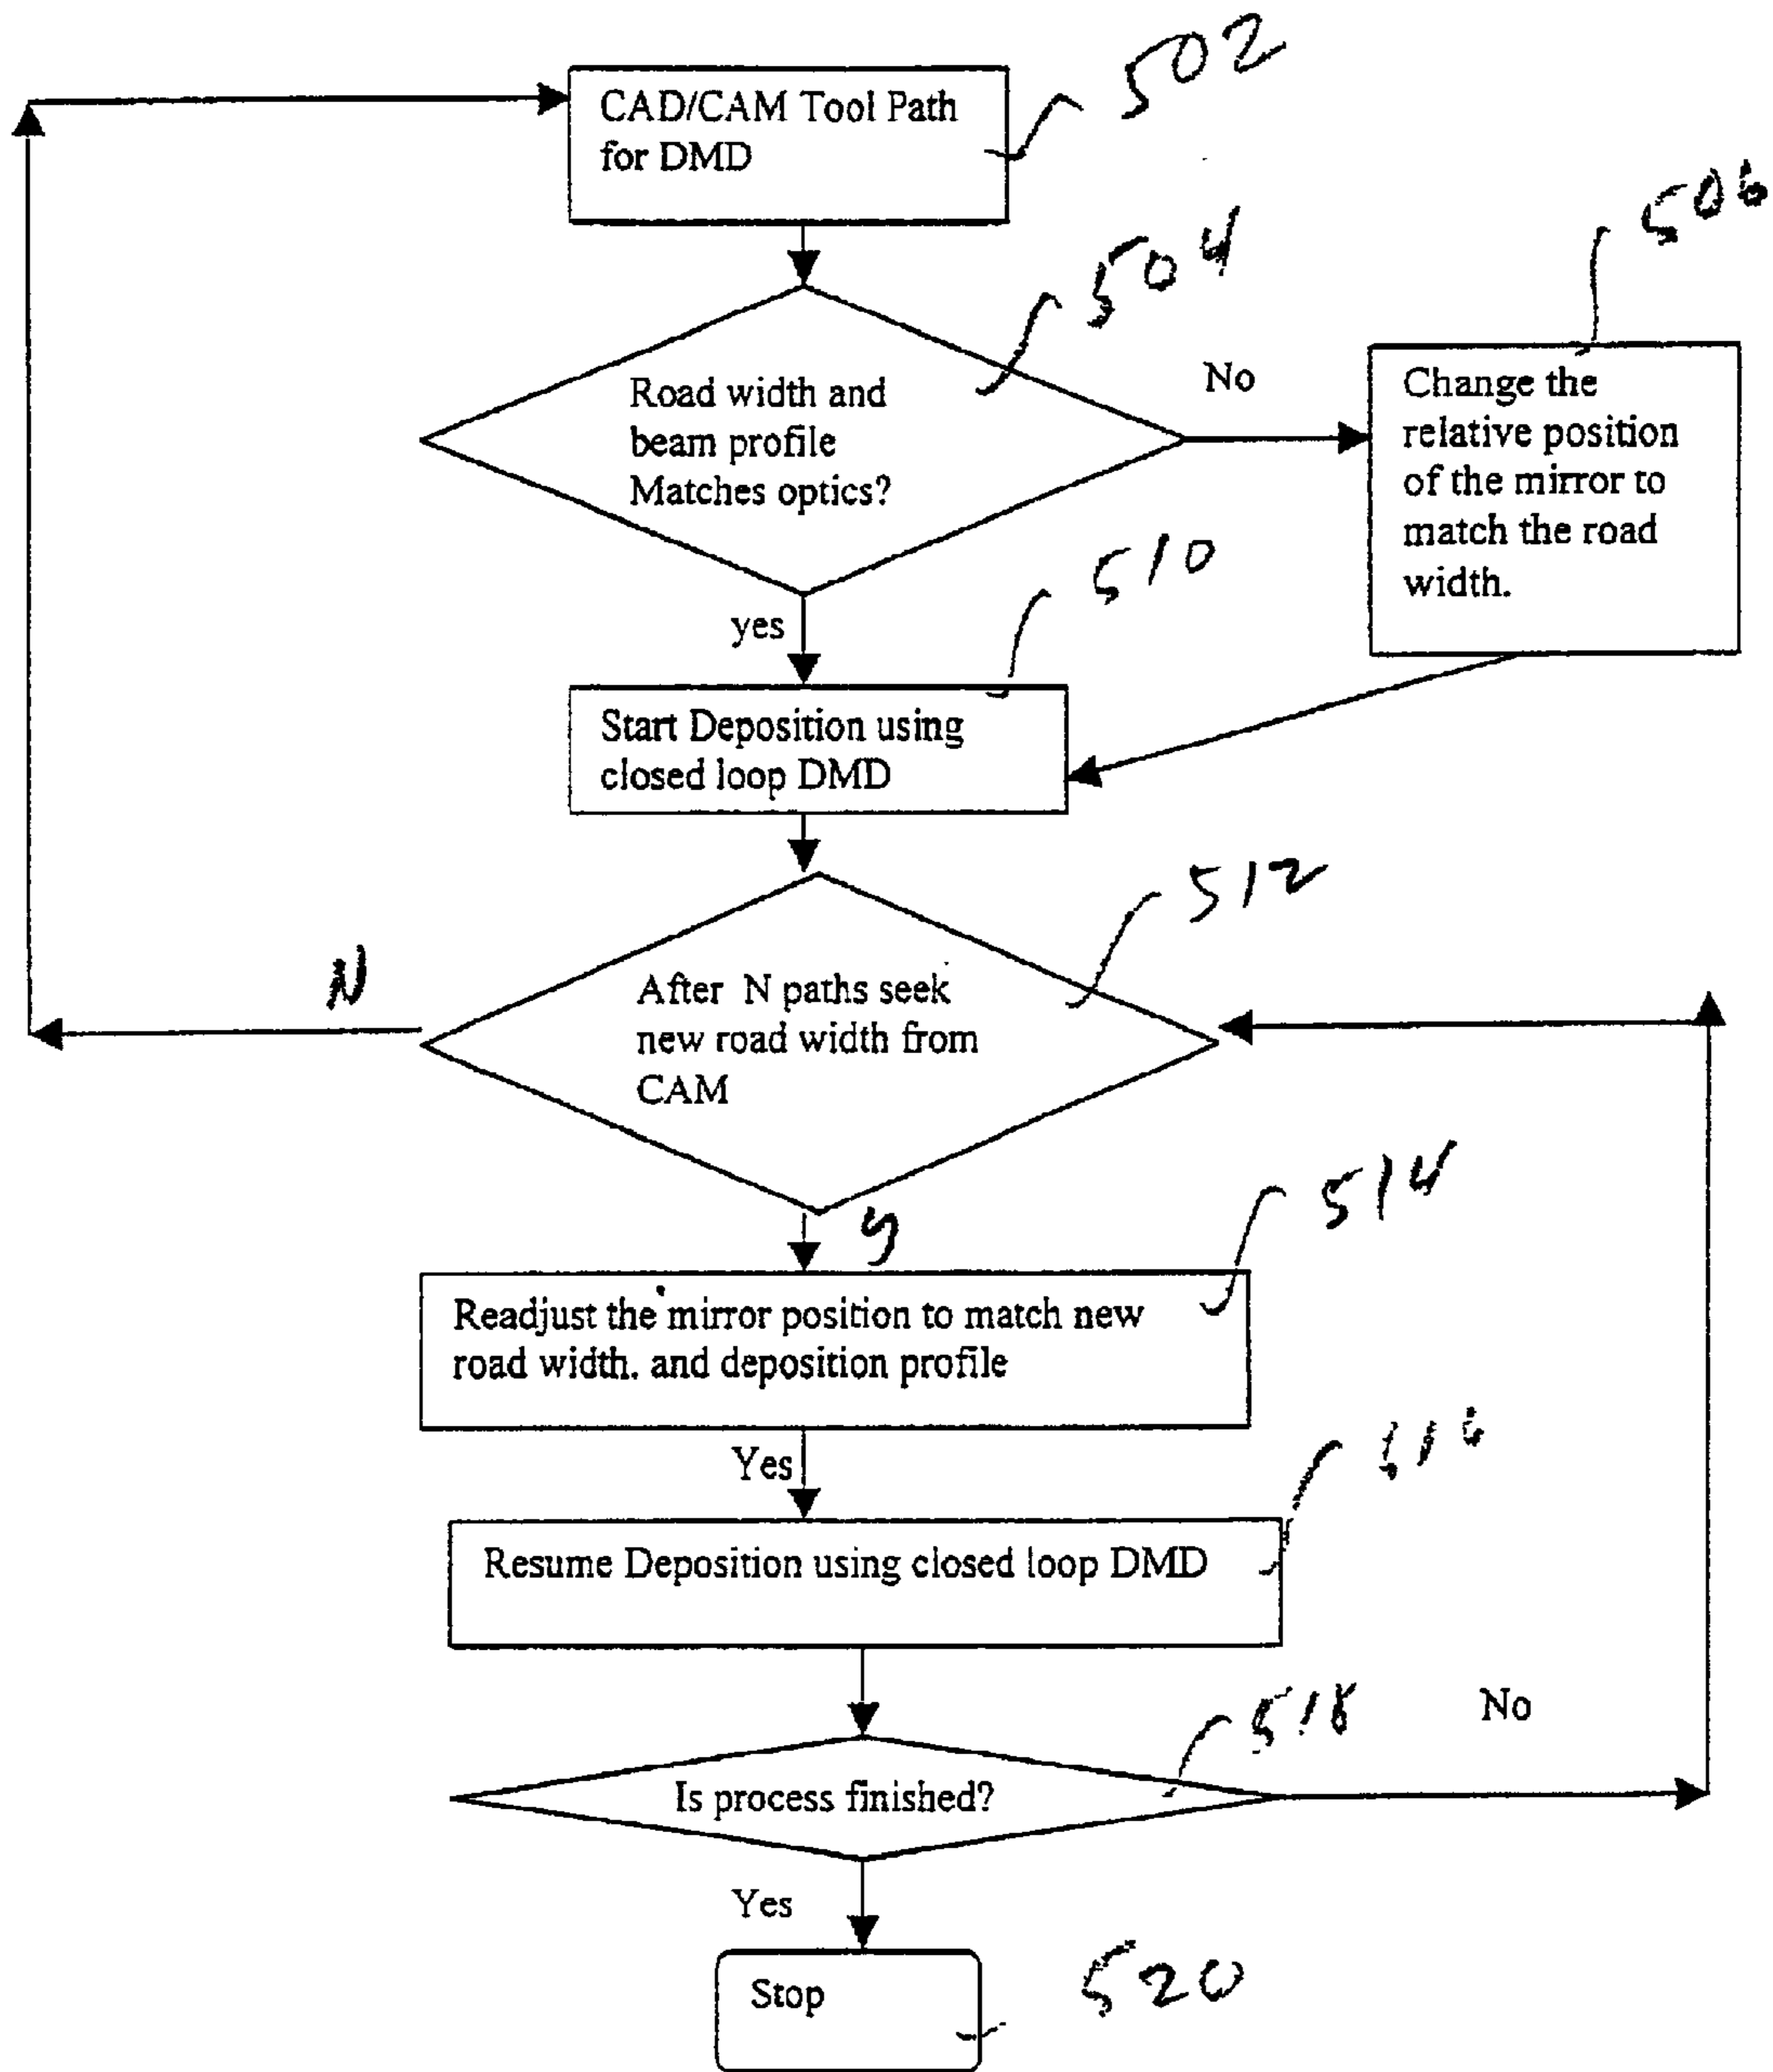 502
CAD/CAM Tool Path
for DMD
504
506
No
Road width and
beam profile
Matches optics?
Change the
relative position
of the mirror to
match the road
width.
510
yes
Start Deposition using
closed loop DMD
512
N
After N paths seek
new road width from
CAM
514
y
Readjust the mirror position to match new
road width. and deposition profile
516
Yes
Resume Deposition using closed loop DMD
518
No
Is process finished?
Yes
Stop
520